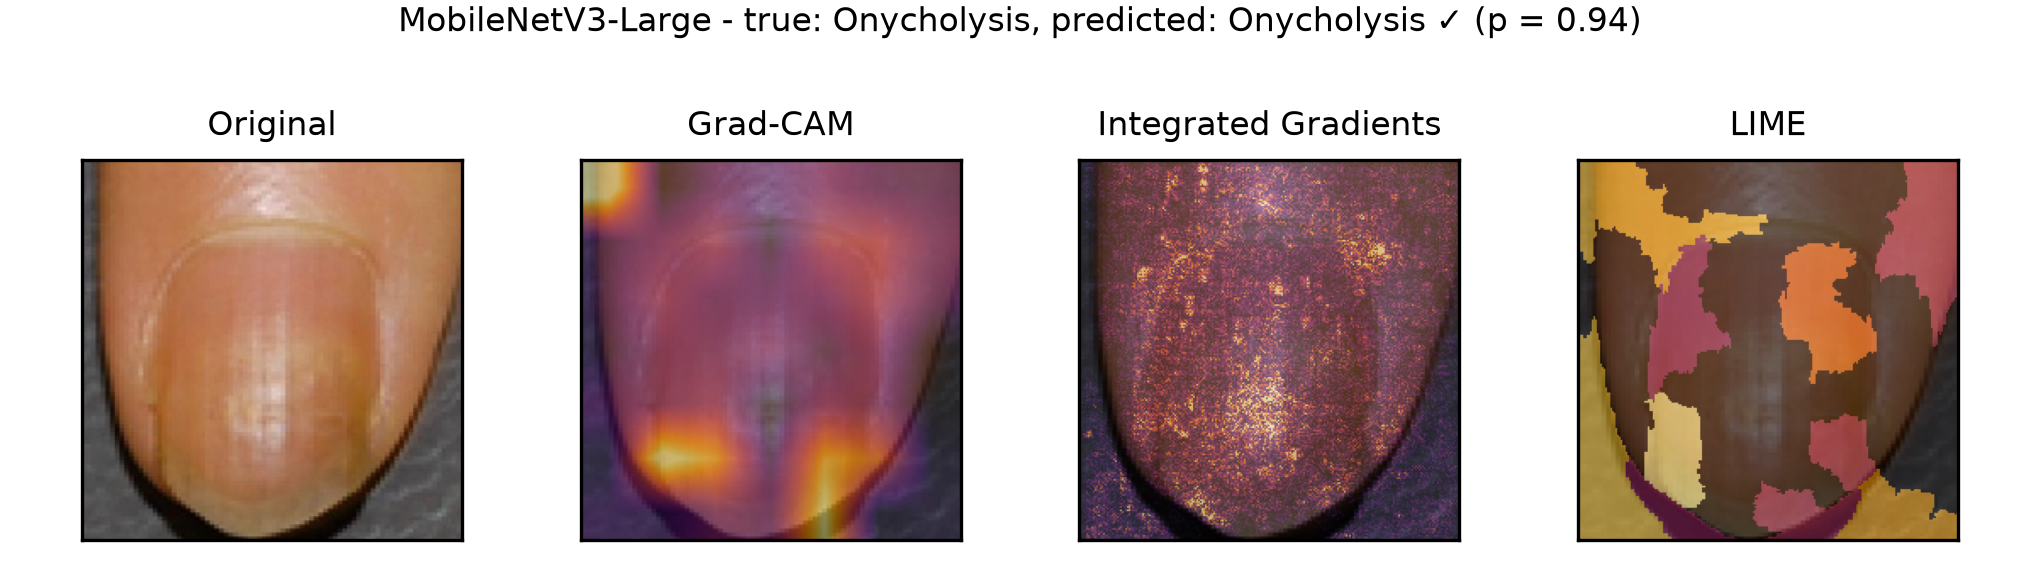 MobileNetV3-Large - true: Onycholysis, predicted: Onycholysis ✓ (p = 0.94)
Original
Grad-CAM
Integrated Gradients
LIME